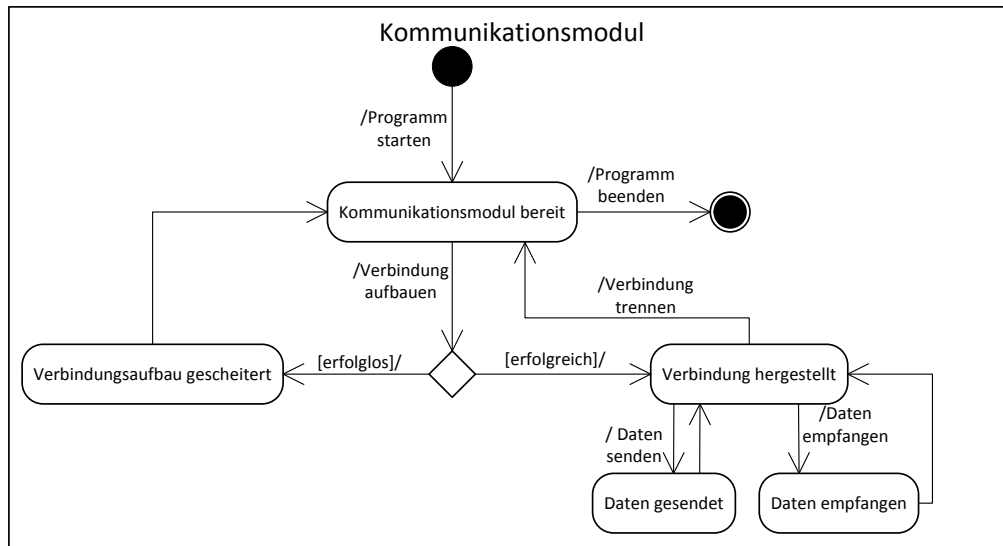 Kommunikationsmodul
/Programm
starten
/Programm
beenden
Kommunikationsmodul bereit
/Verbindung
aufbauen
/Verbindung
trennen
Verbindungsaufbau gescheitert
[erfolglos]/
[erfolgreich]/
Verbindung hergestellt
/ Daten
senden
/Daten
empfangen
Daten gesendet
Daten empfangen